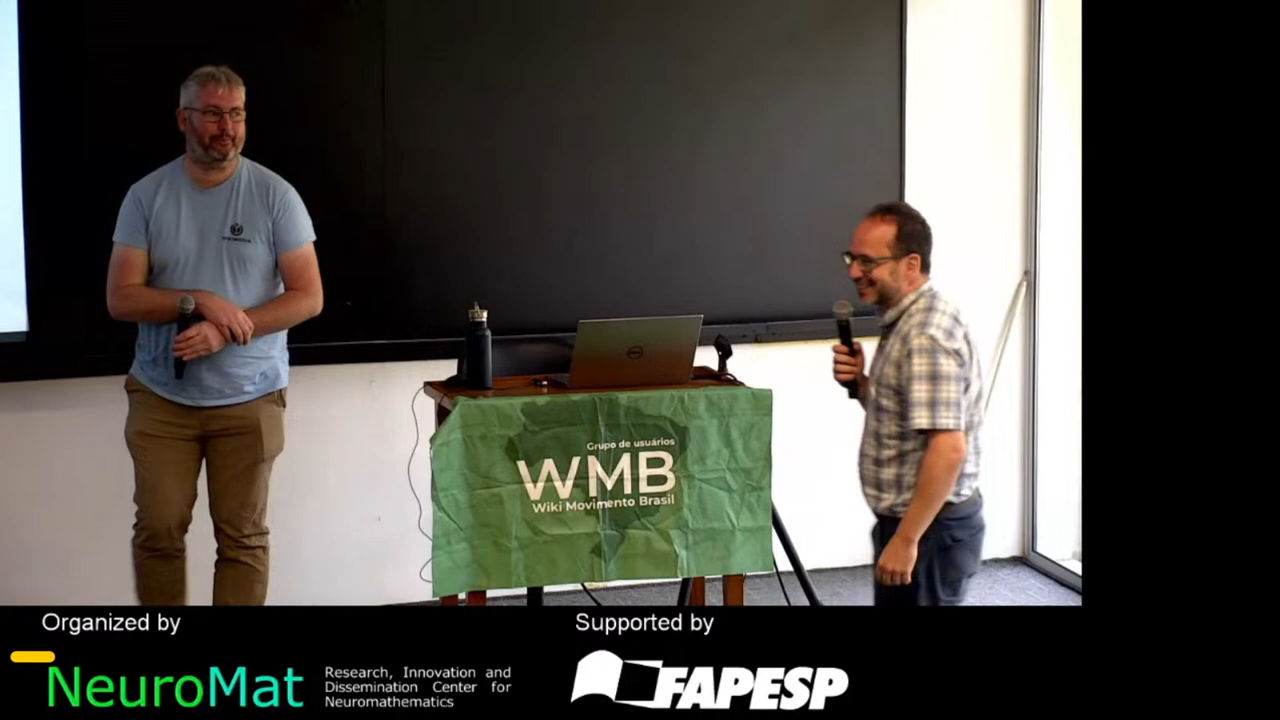 Grupo de usuários
WMB
Wiki Movimento Brasil
DELL
Organized by
Supported by
NeuroMat
Research, Innovation and
Dissemination Center for
Neuromathematics
FAPESP